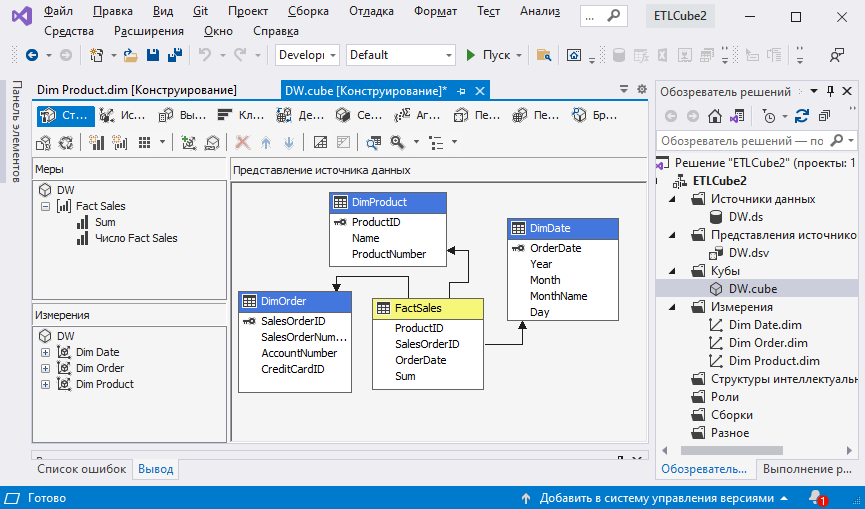 Файл Правка Вид Git Проект Сборка Отладка Формат Тест Анализ ... ETLCube2
Средства Расширения Окно Справка
Developi Default Пуск
Панель элементов
Dim Product.dim [Конструирование] DW.cube [Конструирование]*
Ст... Ис... Вы... Кл... Де... Се... Аг... Пе... Пе... Бр...
Меры
DW
Fact Sales
Sum
Число Fact Sales
Измерения
DW
Dim Date
Dim Order
Dim Product
Представление источника данных
DimProduct
ProductID
Name
ProductNumber
DimDate
OrderDate
Year
Month
MonthName
Day
DimOrder
SalesOrderID
SalesOrderNum...
AccountNumber
CreditCardID
FactSales
ProductID
SalesOrderID
OrderDate
Sum
Обозреватель решений
Обозреватель решений — по
Решение "ETLCube2" (проекты: 1
ETLCube2
Источники данных
DW.ds
Представления источнико
DW.dsv
Кубы
DW.cube
Измерения
Dim Date.dim
Dim Order.dim
Dim Product.dim
Структуры интеллектуальн
Роли
Сборки
Разное
Обозреватель... Выполнение р...
Список ошибок Вывод
Готово Добавить в систему управления версиями 1